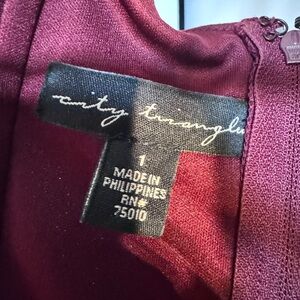 city triangles
1
MADE IN
PHILIPPINES
RN#
75010